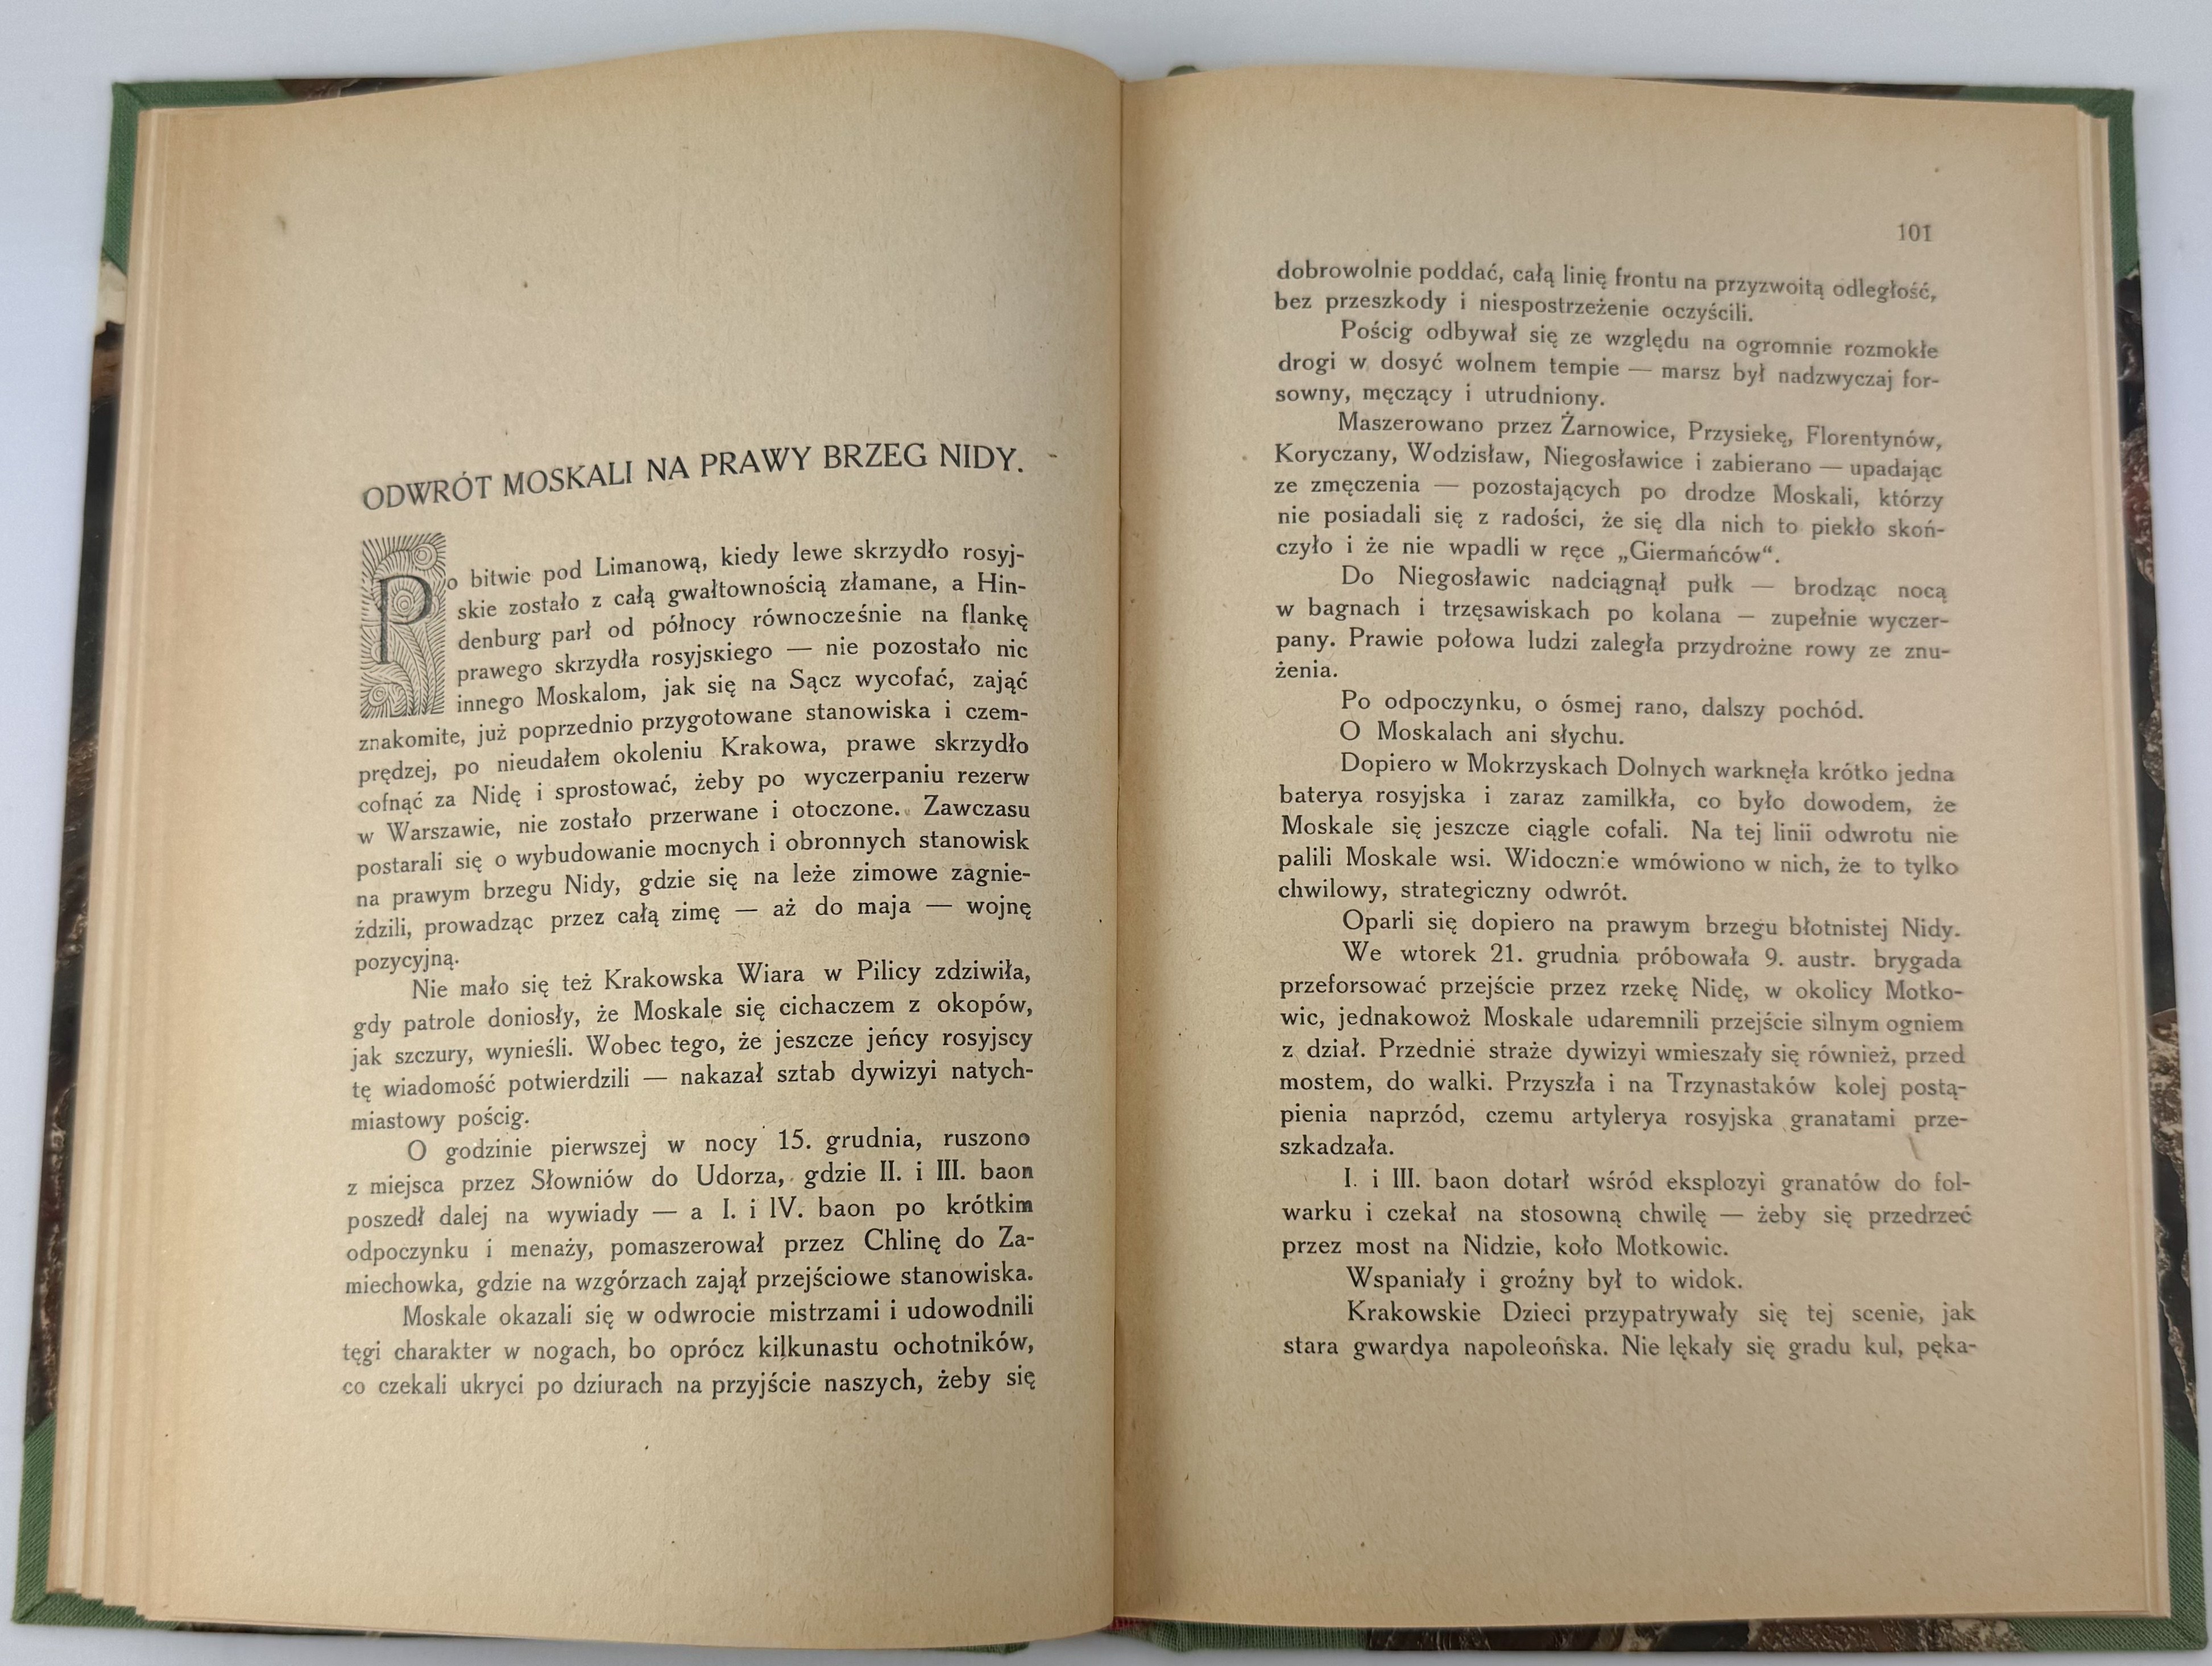 ODWRÓT MOSKALI NA PRAWY BRZEG NIDY.
Po bitwie pod Limanową, kiedy lewe skrzydło rosyj-
skie zostało z całą gwałtownością złamane, a Hin-
denburg parł od północy równocześnie na flankę
prawego skrzydła rosyjskiego — nie pozostało nic
innego Moskalom, jak się na Sącz wycofać, zająć
znakomite, już poprzednio przygotowane stanowiska i czem-
prędzej, po nieudałem okoleniu Krakowa, prawe skrzydło
cofnąć za Nidę i sprostować, żeby po wyczerpaniu rezerw
w Warszawie, nie zostało przerwane i otoczone. Zawczasu
postarali się o wybudowanie mocnych i obronnych stanowisk
na prawym brzegu Nidy, gdzie się na leże zimowe zagnie-
ździli, prowadząc przez całą zimę — aż do maja — wojnę
pozycyjną.
Nie mało się też Krakowska Wiara w Pilicy zdziwiła,
gdy patrole doniosły, że Moskale się cichaczem z okopów,
jak szczury, wynieśli. Wobec tego, że jeszcze jeńcy rosyjscy
tę wiadomość potwierdzili — nakazał sztab dywizyi natych-
miastowy pościg.
O godzinie pierwszej w nocy 15. grudnia, ruszono
z miejsca przez Słowniów do Udorza, gdzie II. i III. baon
poszedł dalej na wywiady — a I. i IV. baon po krótkim
odpoczynku i menaży, pomaszerował przez Chlinę do Za-
miechowka, gdzie na wzgórzach zajął przejściowe stanowiska.
Moskale okazali się w odwrocie mistrzami i udowodnili
tęgi charakter w nogach, bo oprócz kilkunastu ochotników,
co czekali ukryci po dziurach na przyjście naszych, żeby się
101
dobrowolnie poddać, całą linię frontu na przyzwoitą odległość,
bez przeszkody i niespostrzeżenie oczyścili.
Pościg odbywał się ze względu na ogromnie rozmokłe
drogi w dosyć wolnem tempie — marsz był nadzwyczaj for-
sowny, męczący i utrudniony.
Maszerowano przez Żarnowice, Przysiekę, Florentynów,
Koryczany, Wodzisław, Niegosławice i zabierano — upadając
ze zmęczenia — pozostających po drodze Moskali, którzy
nie posiadali się z radości, że się dla nich to piekło skoń-
czyło i że nie wpadli w ręce „Giermańców“.
Do Niegosławic nadciągnął pułk — brodząc nocą
w bagnach i trzęsawiskach po kolana — zupełnie wyczer-
pany. Prawie połowa ludzi zaległa przydrożne rowy ze znu-
żenia.
Po odpoczynku, o ósmej rano, dalszy pochód.
O Moskalach ani słychu.
Dopiero w Mokrzyskach Dolnych warknęła krótko jedna
baterya rosyjska i zaraz zamilkła, co było dowodem, że
Moskale się jeszcze ciągle cofali. Na tej linii odwrotu nie
palili Moskale wsi. Widocznie wmówiono w nich, że to tylko
chwilowy, strategiczny odwrót.
Oparli się dopiero na prawym brzegu błotnistej Nidy.
We wtorek 21. grudnia próbowała 9. austr. brygada
przeforsować przejście przez rzekę Nidę, w okolicy Motko-
wic, jednakowoż Moskale udaremnili przejście silnym ogniem
z dział. Przednie straże dywizyi wmieszały się również, przed
mostem, do walki. Przyszła i na Trzynastaków kolej postą-
pienia naprzód, czemu artylerya rosyjska granatami prze-
szkadzała.
I. i III. baon dotarł wśród eksplozyi granatów do fol-
warku i czekał na stosowną chwilę — żeby się przedrzeć
przez most na Nidzie, koło Motkowic.
Wspaniały i groźny był to widok.
Krakowskie Dzieci przypatrywały się tej scenie, jak
stara gwardya napoleońska. Nie lękały się gradu kul, pęka-